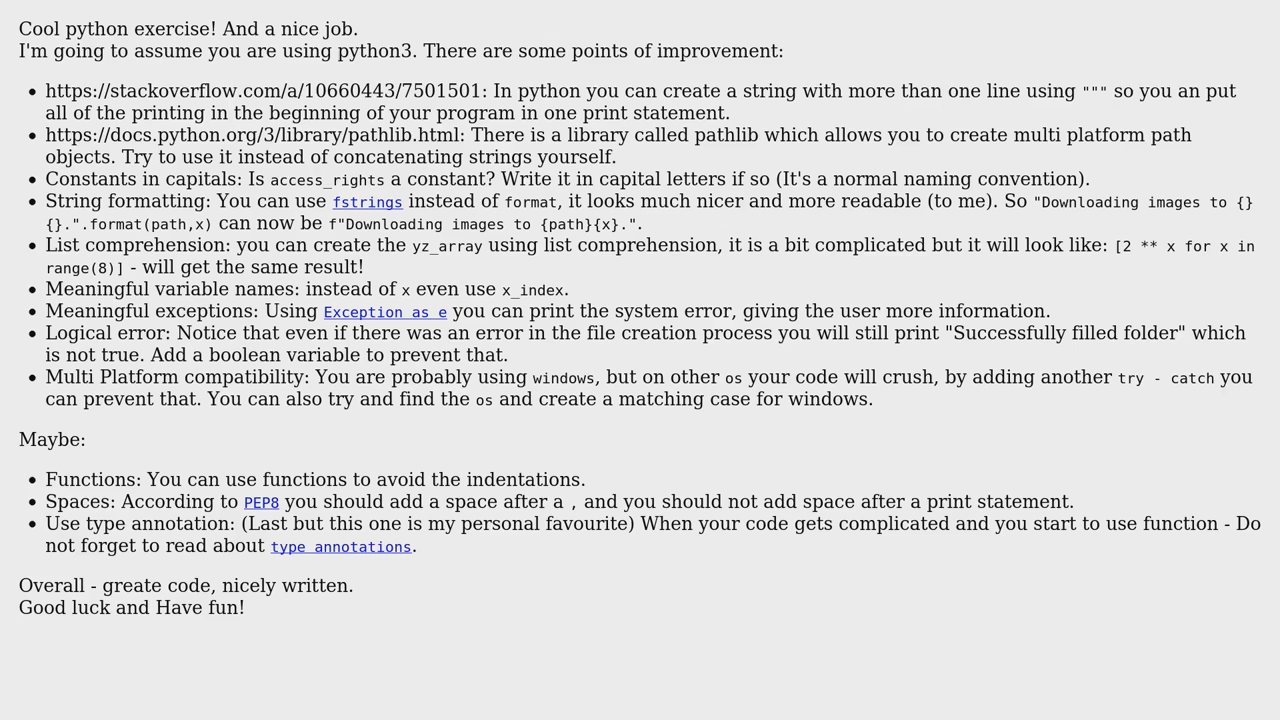 Cool python exercise! And a nice job.
I'm going to assume you are using python3. There are some points of improvement:
• https://stackoverflow.com/a/10660443/7501501: In python you can create a string with more than one line using """ so you an put
all of the printing in the beginning of your program in one print statement.
• https://docs.python.org/3/library/pathlib.html: There is a library called pathlib which allows you to create multi platform path
objects. Try to use it instead of concatenating strings yourself.
• Constants in capitals: Is access_rights a constant? Write it in capital letters if so (It's a normal naming convention).
• String formatting: You can use fstrings instead of format, it looks much nicer and more readable (to me). So "Downloading images to {}
{}.".format(path,x) can now be f"Downloading images to {path}{x}.".
• List comprehension: you can create the yz_array using list comprehension, it is a bit complicated but it will look like: [2 ** x for x in
range(8)] - will get the same result!
• Meaningful variable names: instead of x even use x_index.
• Meaningful exceptions: Using Exception as e you can print the system error, giving the user more information.
• Logical error: Notice that even if there was an error in the file creation process you will still print "Successfully filled folder" which
is not true. Add a boolean variable to prevent that.
• Multi Platform compatibility: You are probably using windows, but on other os your code will crush, by adding another try - catch you
can prevent that. You can also try and find the os and create a matching case for windows.
Maybe:
• Functions: You can use functions to avoid the indentations.
• Spaces: According to PEP8 you should add a space after a , and you should not add space after a print statement.
• Use type annotation: (Last but this one is my personal favourite) When your code gets complicated and you start to use function - Do
not forget to read about type annotations.
Overall - greate code, nicely written.
Good luck and Have fun!